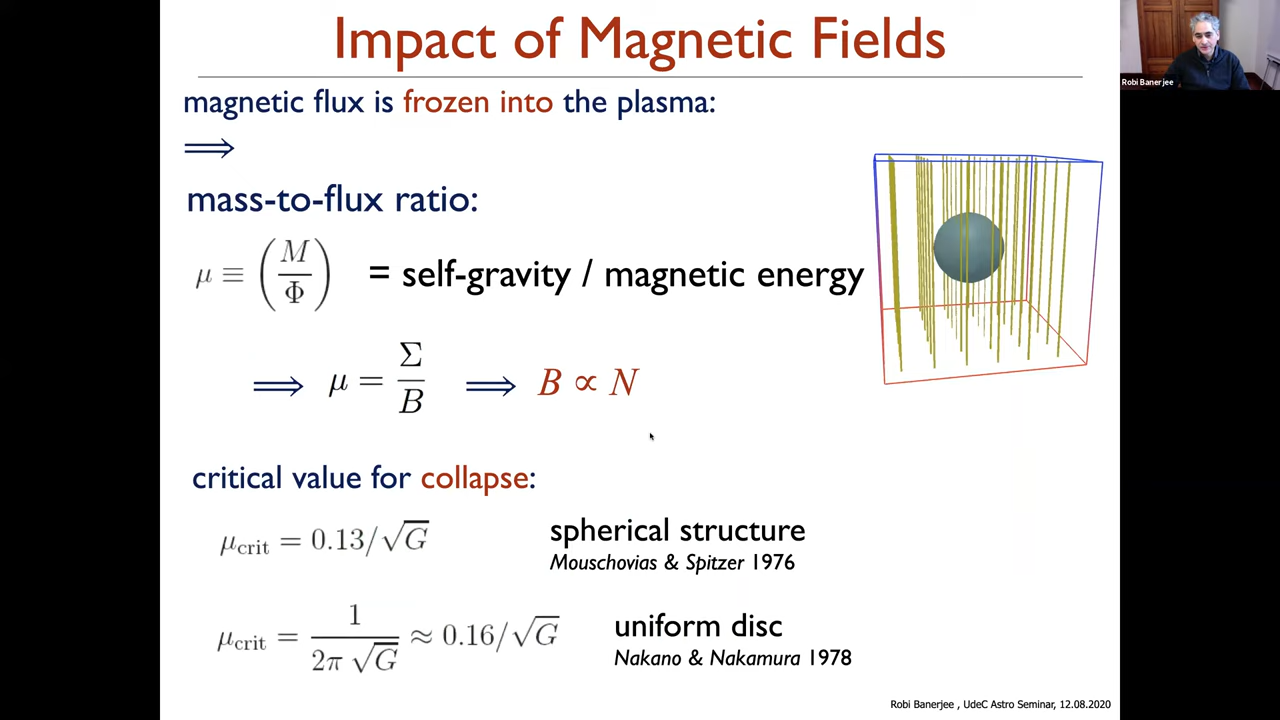 Impact of Magnetic Fields
Robi Banerjee
magnetic flux is frozen into the plasma:
⟹
mass-to-flux ratio:
μ ≡ (M/Φ) = self-gravity / magnetic energy
⟹ μ = Σ/B ⟹ B ∝ N
critical value for collapse:
μcrit = 0.13/√G spherical structure
Mouschovias & Spitzer 1976
μcrit = 1/(2π √G) ≈ 0.16/√G uniform disc
Nakano & Nakamura 1978
Robi Banerjee , UdeC Astro Seminar, 12.08.2020